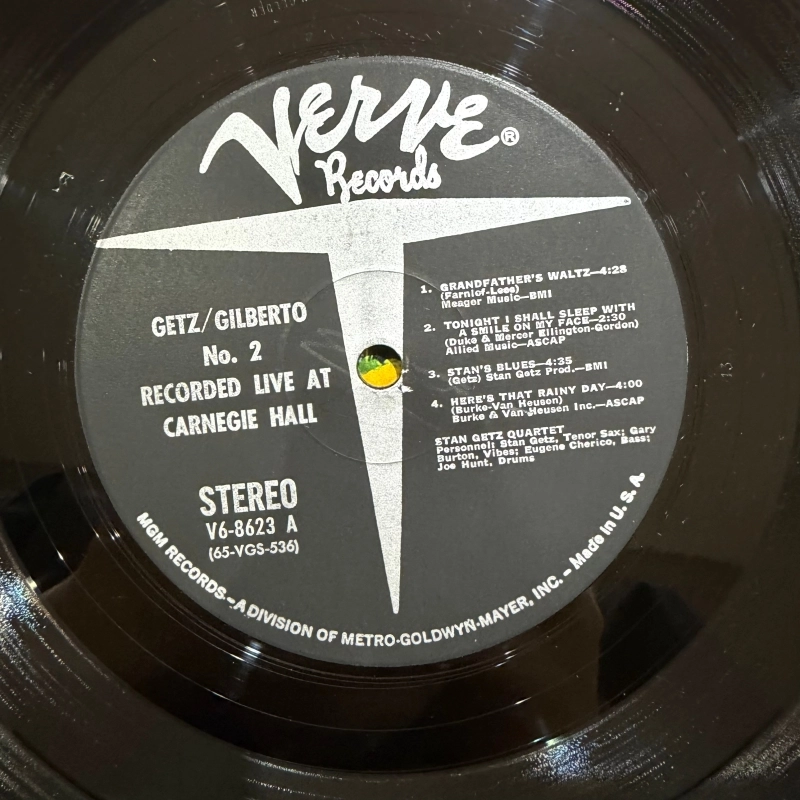 VERVE®
Records
GETZ/GILBERTO
No. 2
RECORDED LIVE AT
CARNEGIE HALL
STEREO
V6-8623 A
(65-VGS-536)
1. GRANDFATHER'S WALTZ—4:28
(Farnlof-Lees)
Meager Music—BMI
2. TONIGHT I SHALL SLEEP WITH
A SMILE ON MY FACE—2:30
(Duke & Mercer Ellington-Gordon)
Allied Music—ASCAP
3. STAN'S BLUES—4:35
(Getz) Stan Getz Prod.—BMI
4. HERE'S THAT RAINY DAY—4:00
(Burke-Van Heusen)
Burke & Van Heusen Inc.—ASCAP
STAN GETZ QUARTET
Personnel: Stan Getz, Tenor Sax; Gary
Burton, Vibes; Eugene Cherico, Bass;
Joe Hunt, Drums
MGM RECORDS – A DIVISION OF METRO-GOLDWYN-MAYER, INC. – Made in U. S. A.